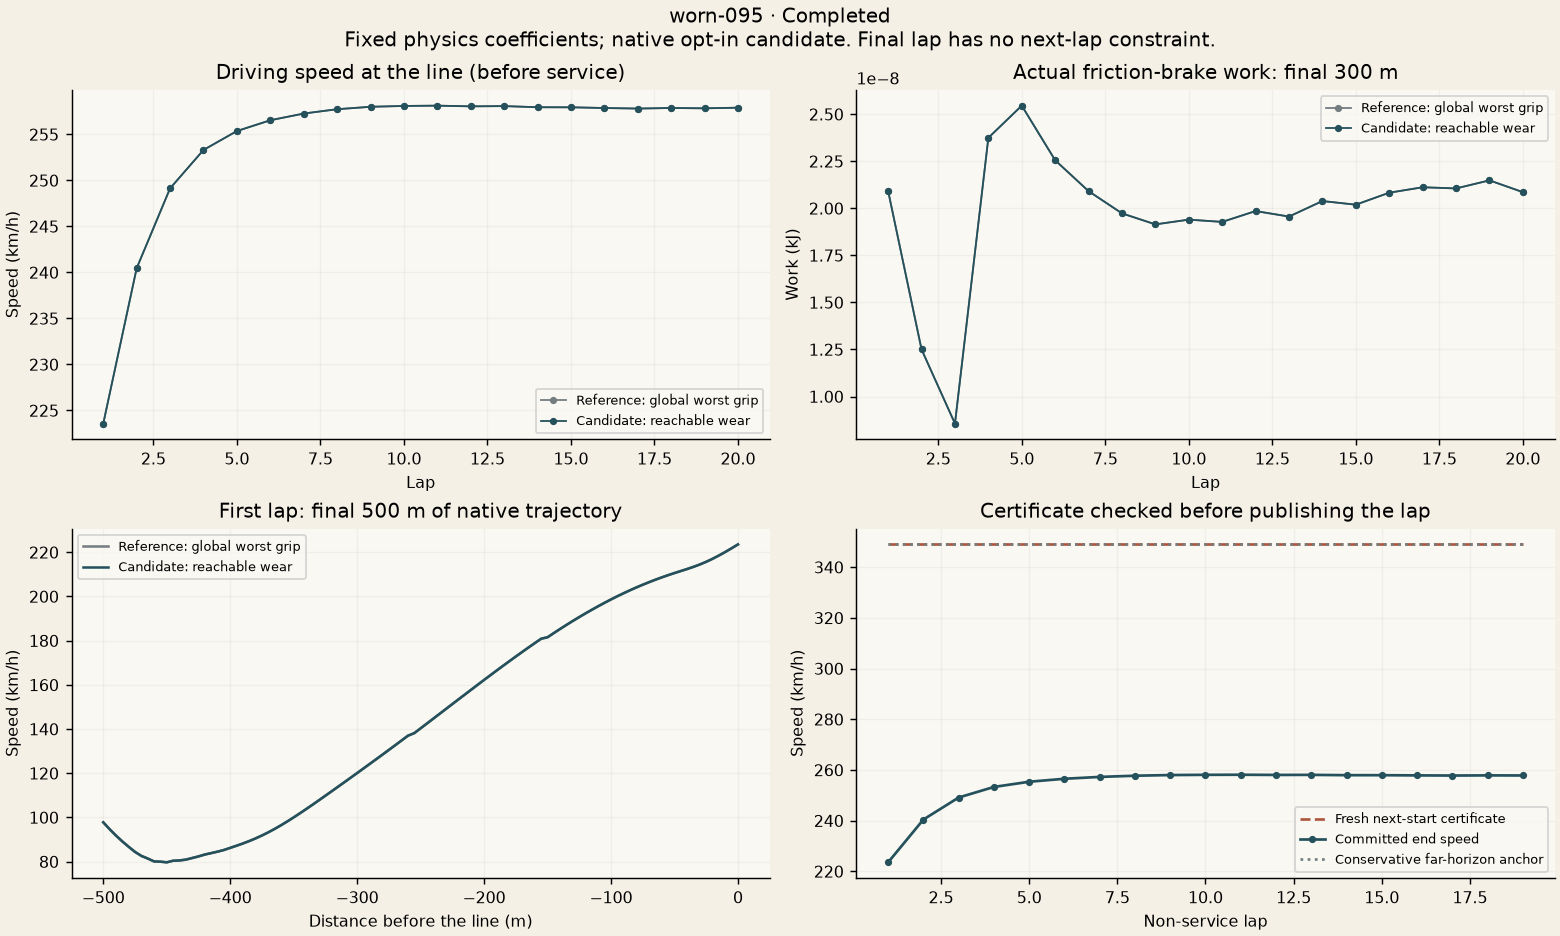 worn-095 · Completed
Fixed physics coefficients; native opt-in candidate. Final lap has no next-lap constraint.
Driving speed at the line (before service)
Speed (km/h)
255
250
245
240
235
230
225
Reference: global worst grip
Candidate: reachable wear
2.5 5.0 7.5 10.0 12.5 15.0 17.5 20.0
Lap
Actual friction-brake work: final 300 m
1e−8
Work (kJ)
2.50
2.25
2.00
1.75
1.50
1.25
1.00
Reference: global worst grip
Candidate: reachable wear
2.5 5.0 7.5 10.0 12.5 15.0 17.5 20.0
Lap
First lap: final 500 m of native trajectory
Speed (km/h)
220
200
180
160
140
120
100
80
Reference: global worst grip
Candidate: reachable wear
−500 −400 −300 −200 −100 0
Distance before the line (m)
Certificate checked before publishing the lap
Speed (km/h)
340
320
300
280
260
240
220
Fresh next-start certificate
Committed end speed
Conservative far-horizon anchor
2.5 5.0 7.5 10.0 12.5 15.0 17.5
Non-service lap